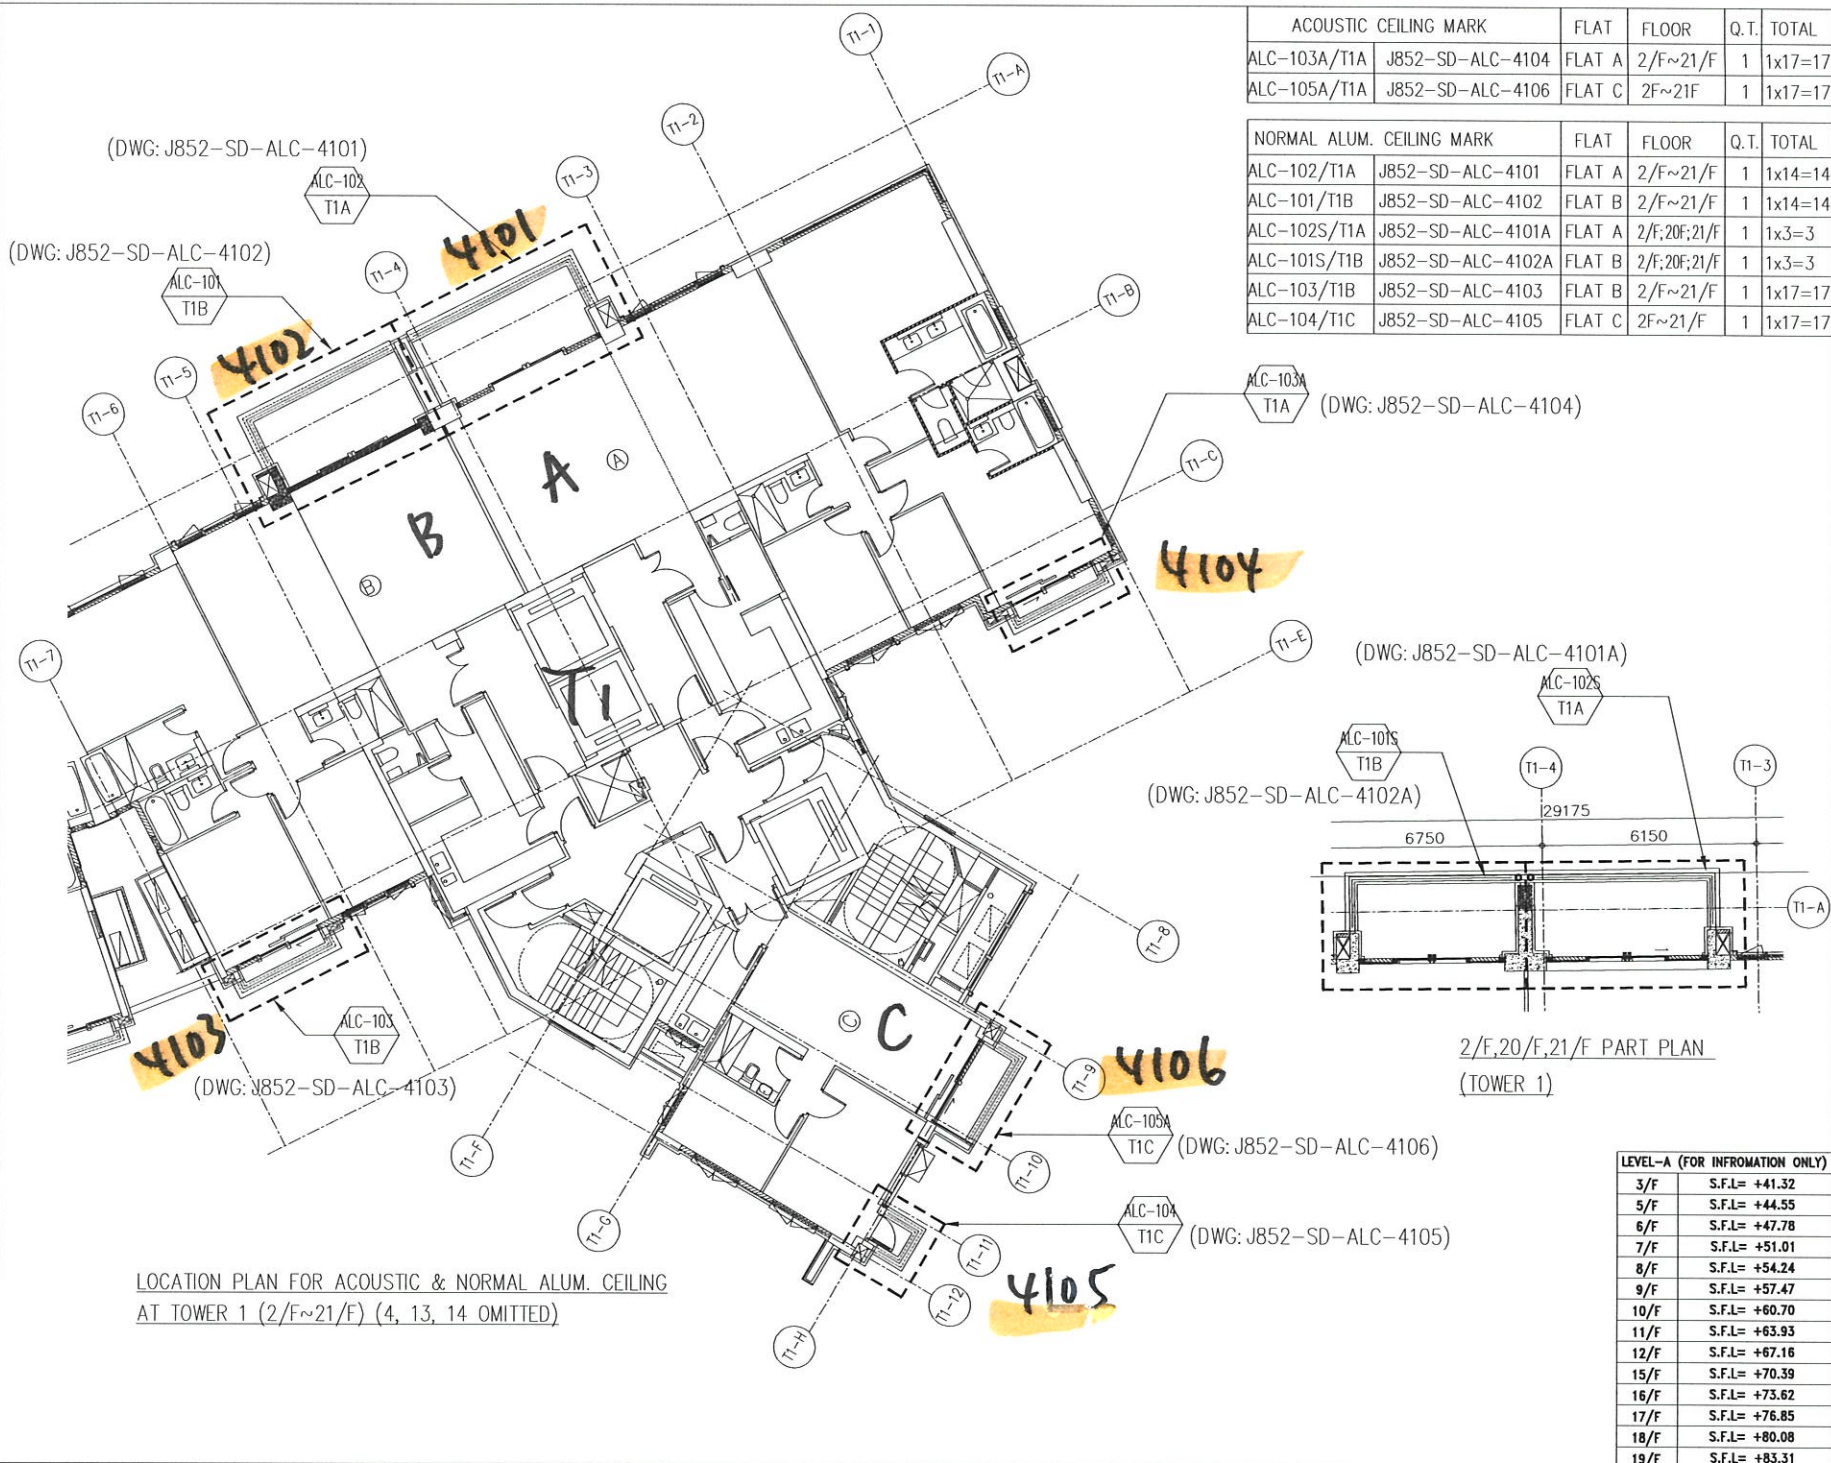 ACOUSTIC CEILING MARK FLAT FLOOR Q.T. TOTAL
ALC-103A/T1A J852-SD-ALC-4104 FLAT A 2/F~21/F 1 1x17=17
ALC-105A/T1A J852-SD-ALC-4106 FLAT C 2F~21F 1 1x17=17
NORMAL ALUM. CEILING MARK FLAT FLOOR Q.T. TOTAL
ALC-102/T1A J852-SD-ALC-4101 FLAT A 2/F~21/F 1 1x14=14
ALC-101/T1B J852-SD-ALC-4102 FLAT B 2/F~21/F 1 1x14=14
ALC-102S/T1A J852-SD-ALC-4101A FLAT A 2/F;20F;21/F 1 1x3=3
ALC-101S/T1B J852-SD-ALC-4102A FLAT B 2/F;20F;21/F 1 1x3=3
ALC-103/T1B J852-SD-ALC-4103 FLAT B 2/F~21/F 1 1x17=17
ALC-104/T1C J852-SD-ALC-4105 FLAT C 2F~21/F 1 1x17=17
T1-1
T1-A
T1-2
(DWG: J852-SD-ALC-4101)
ALC-102
T1A
T1-3
4101
(DWG: J852-SD-ALC-4102)
ALC-101
T1B
T1-4
T1-B
4102
T1-5
T1-6
ALC-103A
T1A
(DWG: J852-SD-ALC-4104)
A
A
T1-C
B
B
4104
T1-7
T1-E
T1
(DWG: J852-SD-ALC-4101A)
ALC-102S
T1A
ALC-101S
T1B
T1-4
T1-3
(DWG: J852-SD-ALC-4102A)
29175
6750
6150
T1-A
T1-8
C
C
4103
ALC-103
T1B
(DWG: J852-SD-ALC-4103)
2/F,20/F,21/F PART PLAN
(TOWER 1)
T1-9
4106
ALC-105A
T1C
(DWG: J852-SD-ALC-4106)
T1-F
T1-10
ALC-104
T1C
(DWG: J852-SD-ALC-4105)
T1-G
T1-11
T1-12
4105
T1-H
LOCATION PLAN FOR ACOUSTIC & NORMAL ALUM. CEILING
AT TOWER 1 (2/F~21/F) (4, 13, 14 OMITTED)
LEVEL-A (FOR INFROMATION ONLY)
3/F S.F.L= +41.32
5/F S.F.L= +44.55
6/F S.F.L= +47.78
7/F S.F.L= +51.01
8/F S.F.L= +54.24
9/F S.F.L= +57.47
10/F S.F.L= +60.70
11/F S.F.L= +63.93
12/F S.F.L= +67.16
15/F S.F.L= +70.39
16/F S.F.L= +73.62
17/F S.F.L= +76.85
18/F S.F.L= +80.08
19/F S.F.L= +83.31